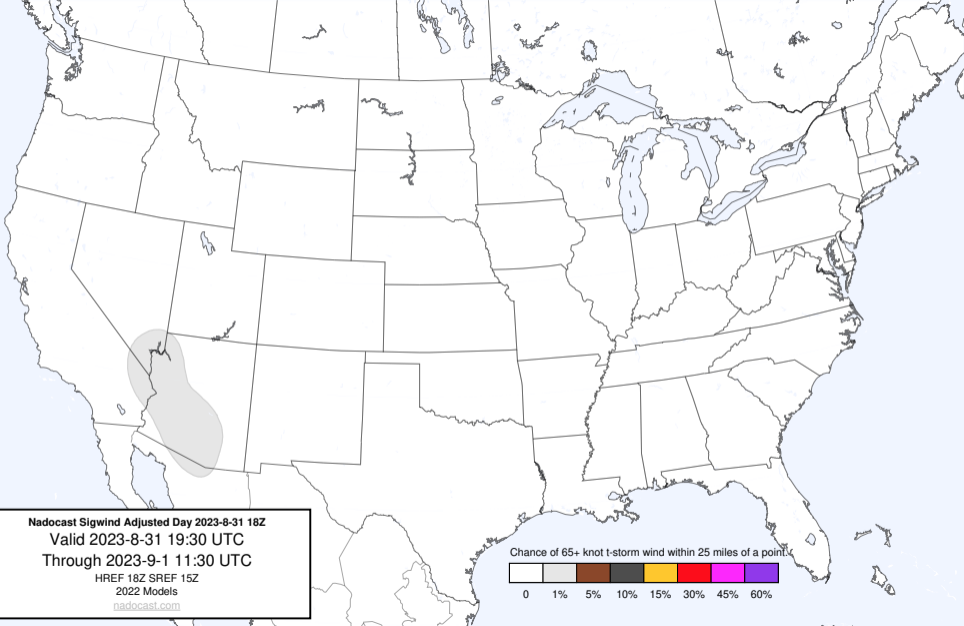 Nadocast Sigwind Adjusted Day 2023-8-31 18Z
Valid 2023-8-31 19:30 UTC
Through 2023-9-1 11:30 UTC
HREF 18Z SREF 15Z
2022 Models
nadocast.com
Chance of 65+ knot t-storm wind within 25 miles of a point.
0 1% 5% 10% 15% 30% 45% 60%